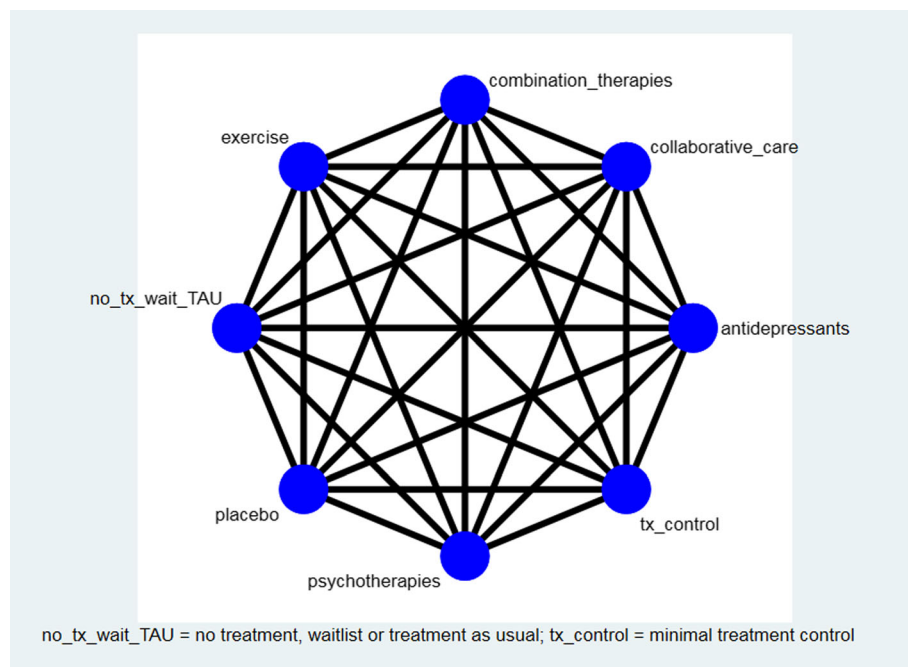 combination_therapies
exercise
collaborative_care
no_tx_wait_TAU
antidepressants
placebo
tx_control
psychotherapies
no_tx_wait_TAU = no treatment, waitlist or treatment as usual; tx_control = minimal treatment control